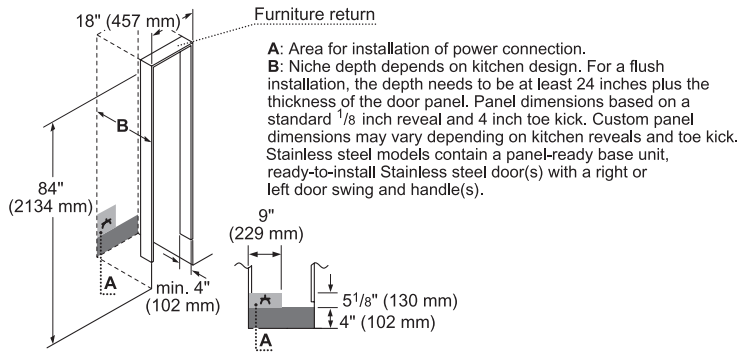 Furniture return
18" (457 mm)
A: Area for installation of power connection.
B: Niche depth depends on kitchen design. For a flush
installation, the depth needs to be at least 24 inches plus the
thickness of the door panel. Panel dimensions based on a
standard 1/8 inch reveal and 4 inch toe kick. Custom panel
dimensions may vary depending on kitchen reveals and toe kick.
Stainless steel models contain a panel-ready base unit,
ready-to-install Stainless steel door(s) with a right or
left door swing and handle(s).
B
84"
(2134 mm)
A
min. 4"
(102 mm)
9"
(229 mm)
51/8" (130 mm)
4" (102 mm)
A